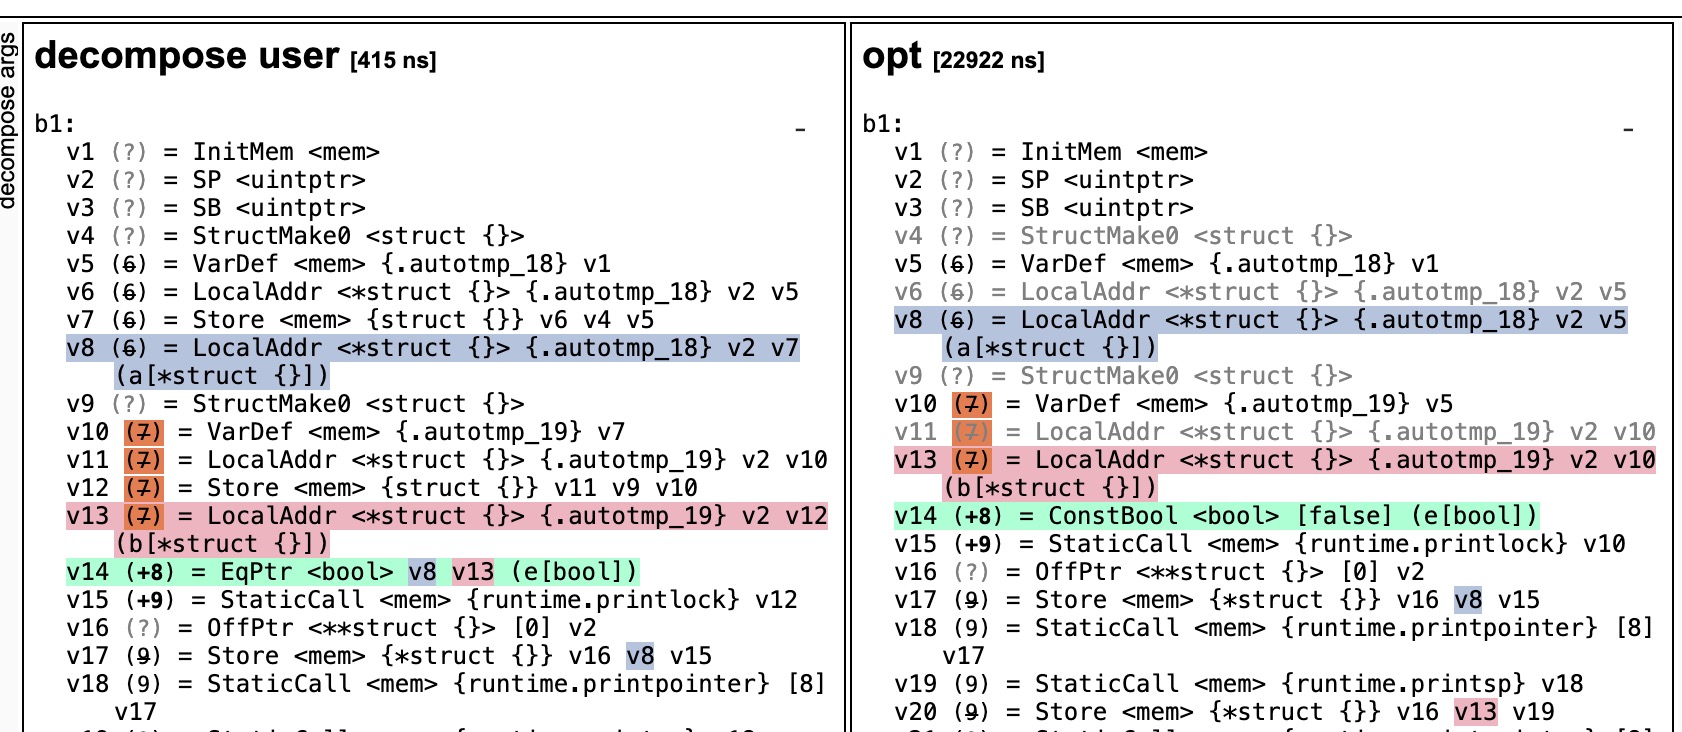 decompose args
decompose user [415 ns]
b1:
-
v1 (?) = InitMem <mem>
v2 (?) = SP <uintptr>
v3 (?) = SB <uintptr>
v4 (?) = StructMake0 <struct {}>
v5 (6) = VarDef <mem> {.autotmp_18} v1
v6 (6) = LocalAddr <*struct {}> {.autotmp_18} v2 v5
v7 (6) = Store <mem> {struct {}} v6 v4 v5
v8 (6) = LocalAddr <*struct {}> {.autotmp_18} v2 v7
(a[*struct {}])
v9 (?) = StructMake0 <struct {}>
v10 (7) = VarDef <mem> {.autotmp_19} v7
v11 (7) = LocalAddr <*struct {}> {.autotmp_19} v2 v10
v12 (7) = Store <mem> {struct {}} v11 v9 v10
v13 (7) = LocalAddr <*struct {}> {.autotmp_19} v2 v12
(b[*struct {}])
v14 (+8) = EqPtr <bool> v8 v13 (e[bool])
v15 (+9) = StaticCall <mem> {runtime.printlock} v12
v16 (?) = OffPtr <**struct {}> [0] v2
v17 (9) = Store <mem> {*struct {}} v16 v8 v15
v18 (9) = StaticCall <mem> {runtime.printpointer} [8]
v17
opt [22922 ns]
b1:
-
v1 (?) = InitMem <mem>
v2 (?) = SP <uintptr>
v3 (?) = SB <uintptr>
v4 (?) = StructMake0 <struct {}>
v5 (6) = VarDef <mem> {.autotmp_18} v1
v6 (6) = LocalAddr <*struct {}> {.autotmp_18} v2 v5
v8 (6) = LocalAddr <*struct {}> {.autotmp_18} v2 v5
(a[*struct {}])
v9 (?) = StructMake0 <struct {}>
v10 (7) = VarDef <mem> {.autotmp_19} v5
v11 (7) = LocalAddr <*struct {}> {.autotmp_19} v2 v10
v13 (7) = LocalAddr <*struct {}> {.autotmp_19} v2 v10
(b[*struct {}])
v14 (+8) = ConstBool <bool> [false] (e[bool])
v15 (+9) = StaticCall <mem> {runtime.printlock} v10
v16 (?) = OffPtr <**struct {}> [0] v2
v17 (9) = Store <mem> {*struct {}} v16 v8 v15
v18 (9) = StaticCall <mem> {runtime.printpointer} [8]
v17
v19 (9) = StaticCall <mem> {runtime.printsp} v18
v20 (9) = Store <mem> {*struct {}} v16 v13 v19